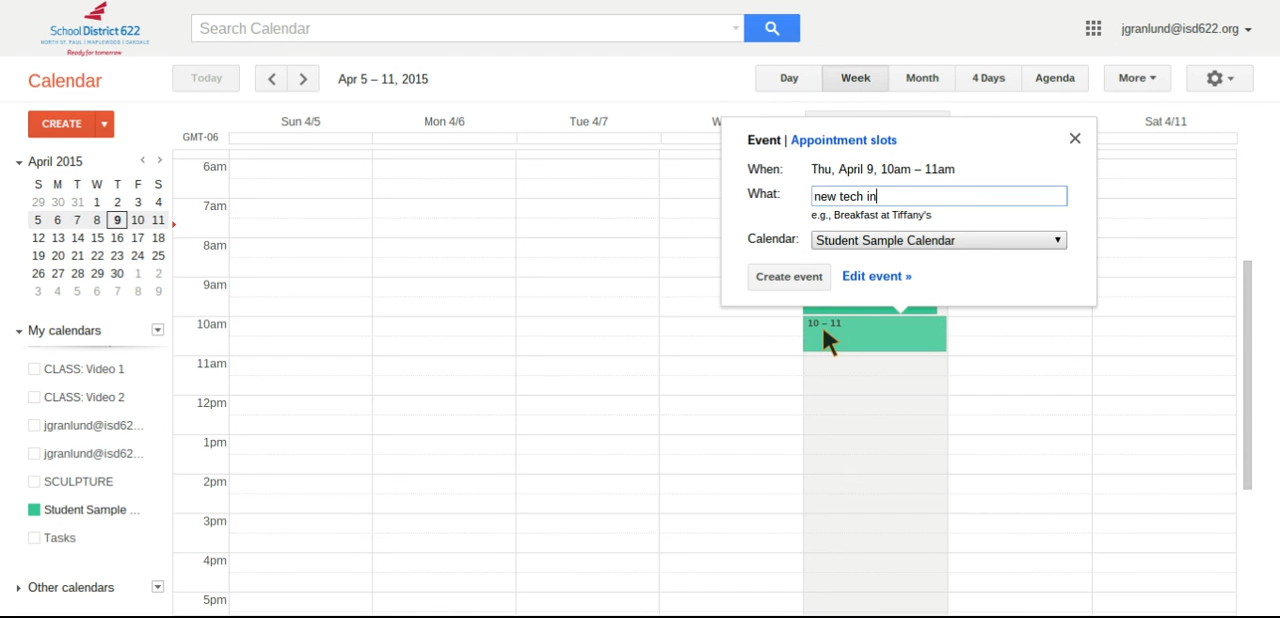 School District 622
NORTH ST. PAUL | MAPLEWOOD | OAKDALE
Ready for tomorrow
Search Calendar
jgranlund@isd622.org
Calendar
Today
Apr 5 – 11, 2015
Day
Week
Month
4 Days
Agenda
More
CREATE
April 2015
S M T W T F S
29 30 31 1 2 3 4
5 6 7 8 9 10 11
12 13 14 15 16 17 18
19 20 21 22 23 24 25
26 27 28 29 30 1 2
3 4 5 6 7 8 9
My calendars
CLASS: Video 1
CLASS: Video 2
jgranlund@isd62...
jgranlund@isd62...
SCULPTURE
Student Sample ...
Tasks
Other calendars
GMT-06
Sun 4/5
Mon 4/6
Tue 4/7
W
Sat 4/11
6am
7am
8am
9am
10am
11am
12pm
1pm
2pm
3pm
4pm
5pm
Event | Appointment slots
When: Thu, April 9, 10am – 11am
What: new tech in
e.g., Breakfast at Tiffany's
Calendar: Student Sample Calendar
Create event
Edit event »
10 – 11